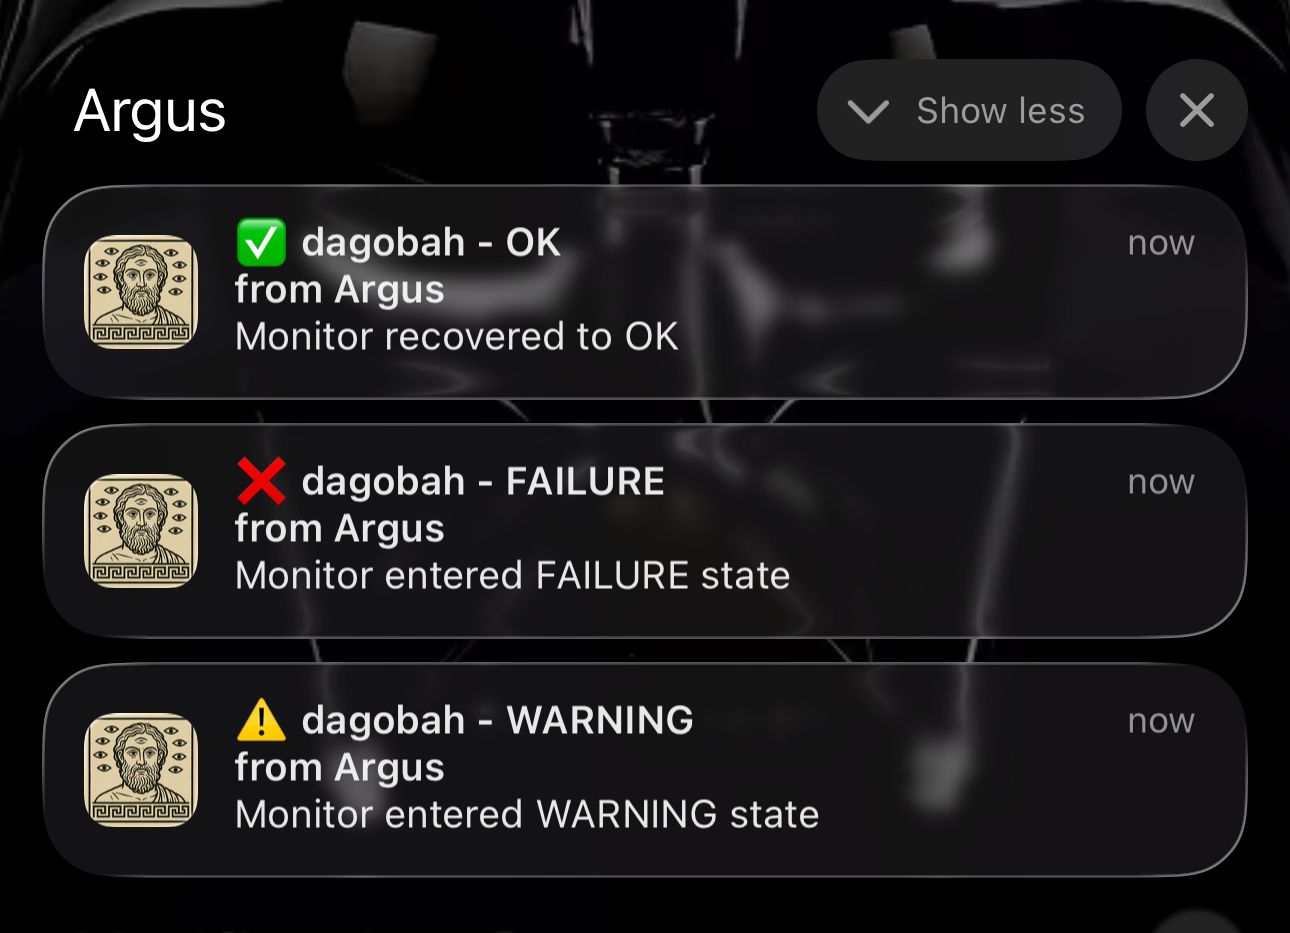 Argus
Show less
✅ dagobah - OK
now
from Argus
Monitor recovered to OK
❌ dagobah - FAILURE
now
from Argus
Monitor entered FAILURE state
⚠️ dagobah - WARNING
now
from Argus
Monitor entered WARNING state